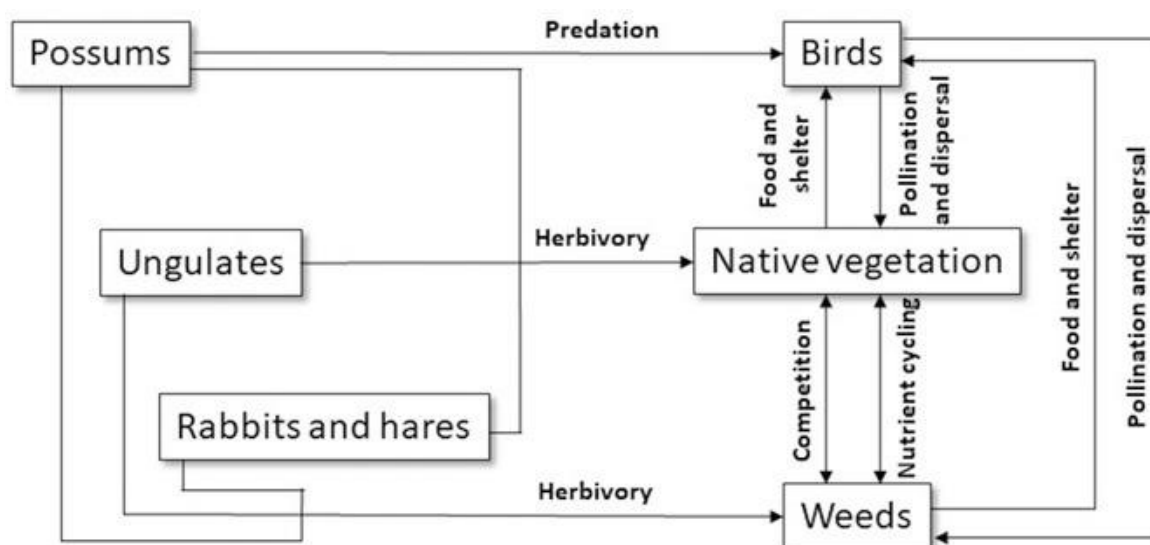 Predation
Possums
Birds
Food and
shelter
Pollination
and dispersal
Food and shelter
Pollination and dispersal
Herbivory
Ungulates
Native vegetation
Competition
Nutrient cycling
Rabbits and hares
Herbivory
Weeds